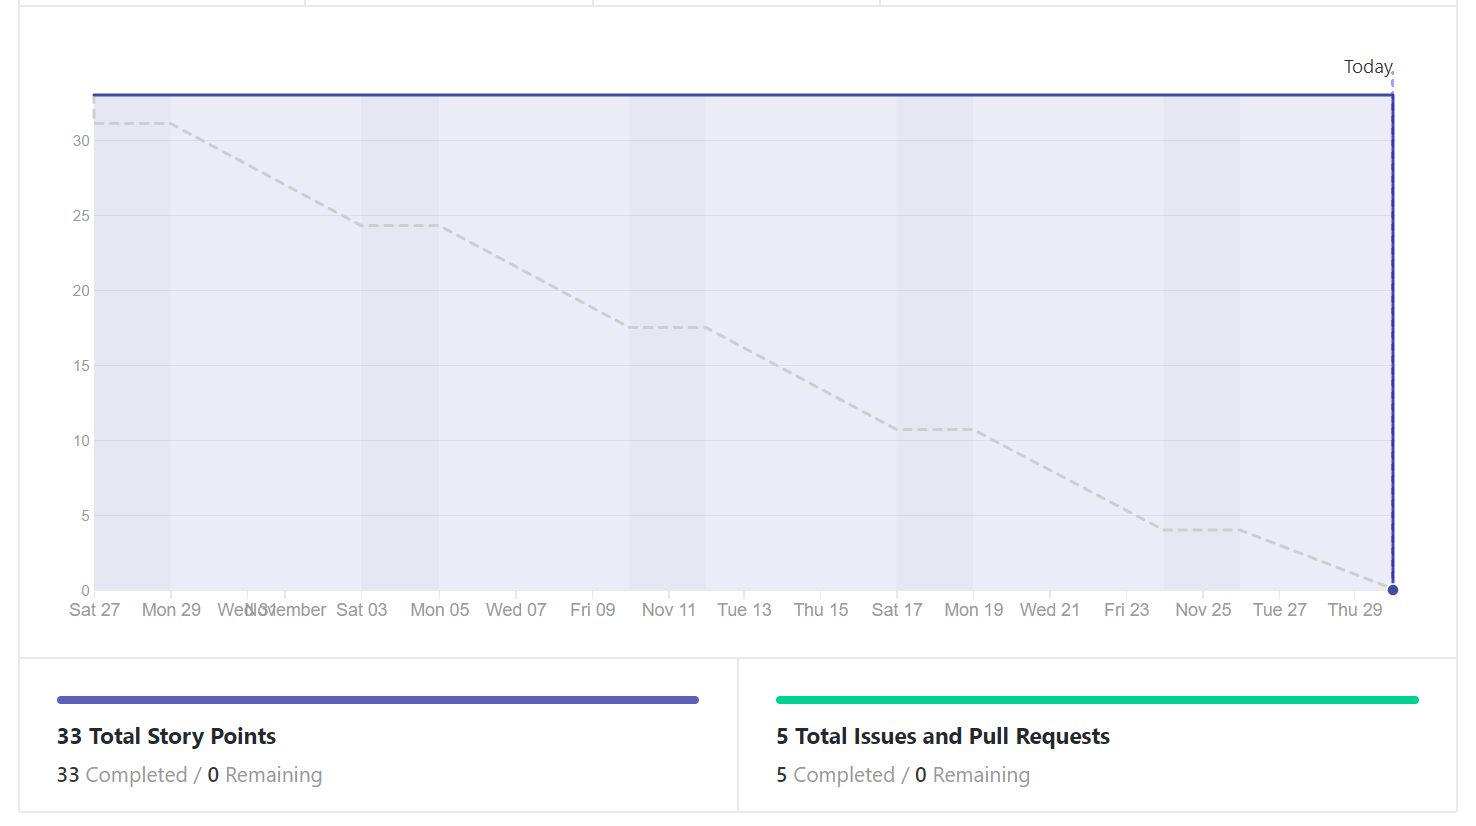 Today
30
25
20
15
10
5
0
Sat 27 Mon 29 Wed 31 November Sat 03 Mon 05 Wed 07 Fri 09 Nov 11 Tue 13 Thu 15 Sat 17 Mon 19 Wed 21 Fri 23 Nov 25 Tue 27 Thu 29
33 Total Story Points
33 Completed / 0 Remaining
5 Total Issues and Pull Requests
5 Completed / 0 Remaining